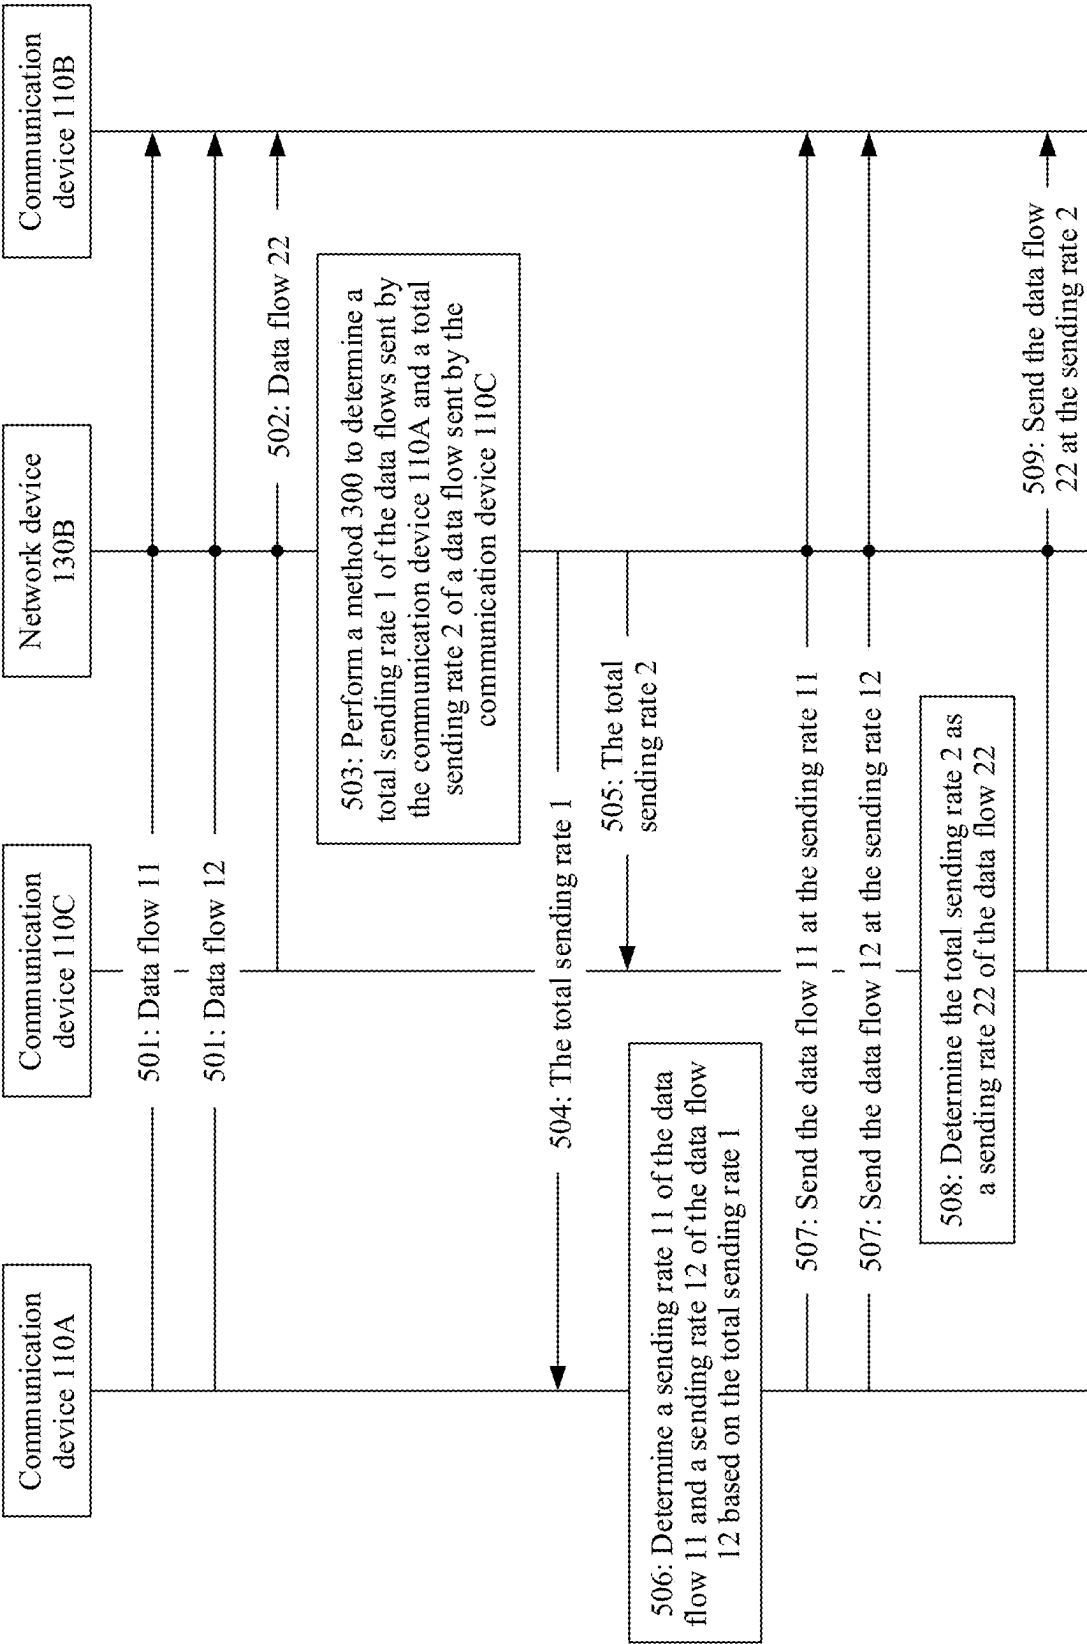 Communication
device 110A
Communication
device 110C
Network device
130B
Communication
device 110B
501: Data flow 11
501: Data flow 12
502: Data flow 22
503: Perform a method 300 to determine a
total sending rate 1 of the data flows sent by
the communication device 110A and a total
sending rate 2 of a data flow sent by the
communication device 110C
504: The total sending rate 1
505: The total
sending rate 2
506: Determine a sending rate 11 of the data
flow 11 and a sending rate 12 of the data flow
12 based on the total sending rate 1
507: Send the data flow 11 at the sending rate 11
507: Send the data flow 12 at the sending rate 12
508: Determine the total sending rate 2 as
a sending rate 22 of the data flow 22
509: Send the data flow
22 at the sending rate 2